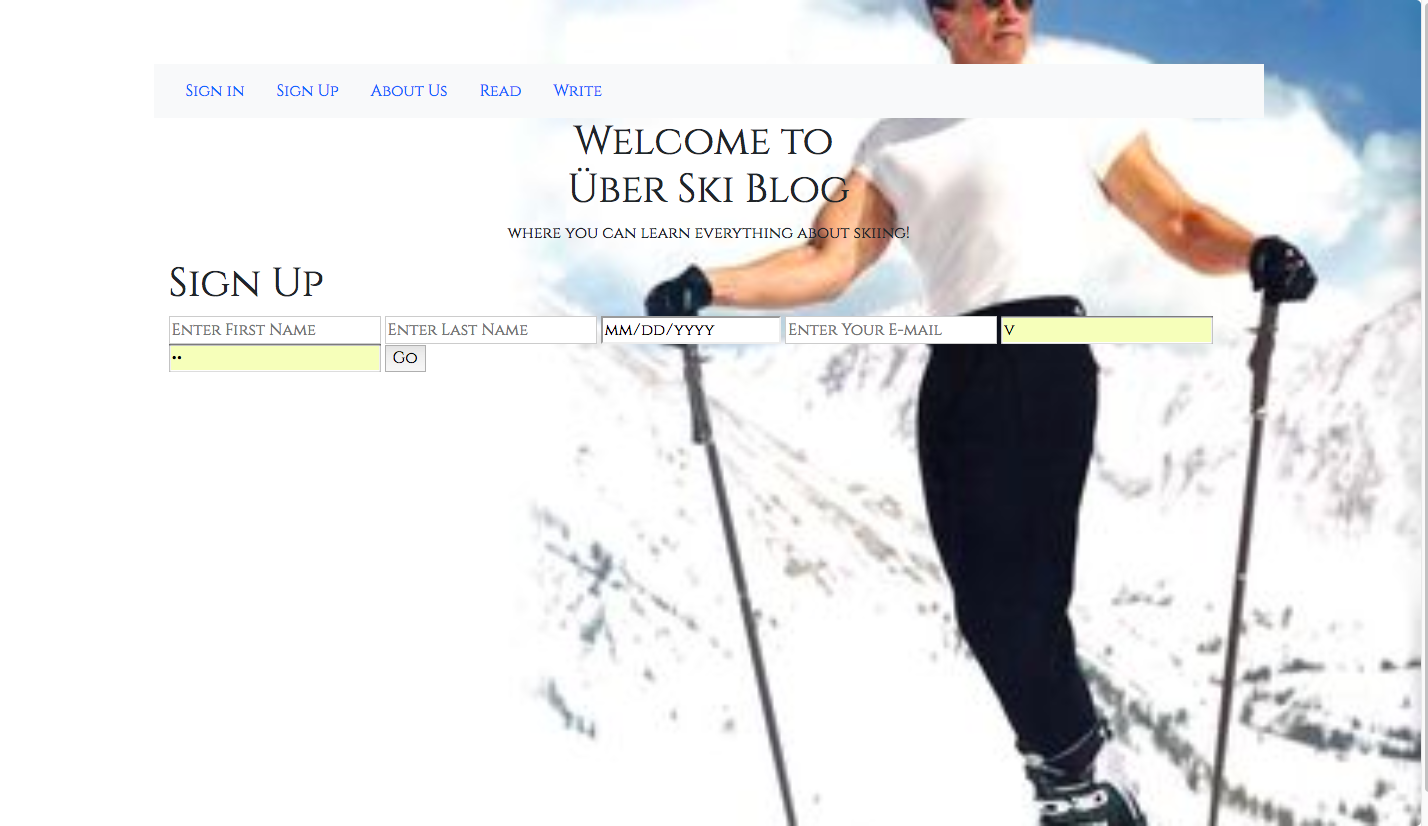 Sign in Sign Up About Us Read Write
Welcome to
Über Ski Blog
where you can learn everything about skiing!
Sign Up
Enter First Name Enter Last Name mm/dd/yyyy Enter Your E-mail v
•• Go